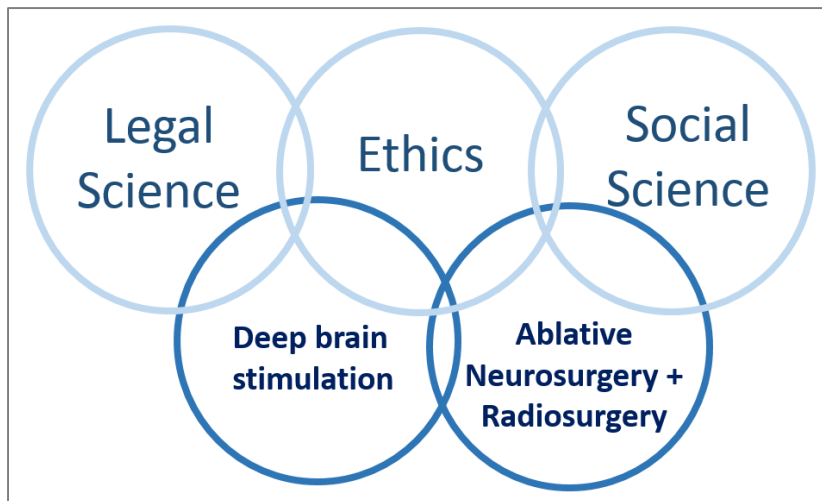 Legal
Science
Ethics
Social
Science
Deep brain
stimulation
Ablative
Neurosurgery +
Radiosurgery